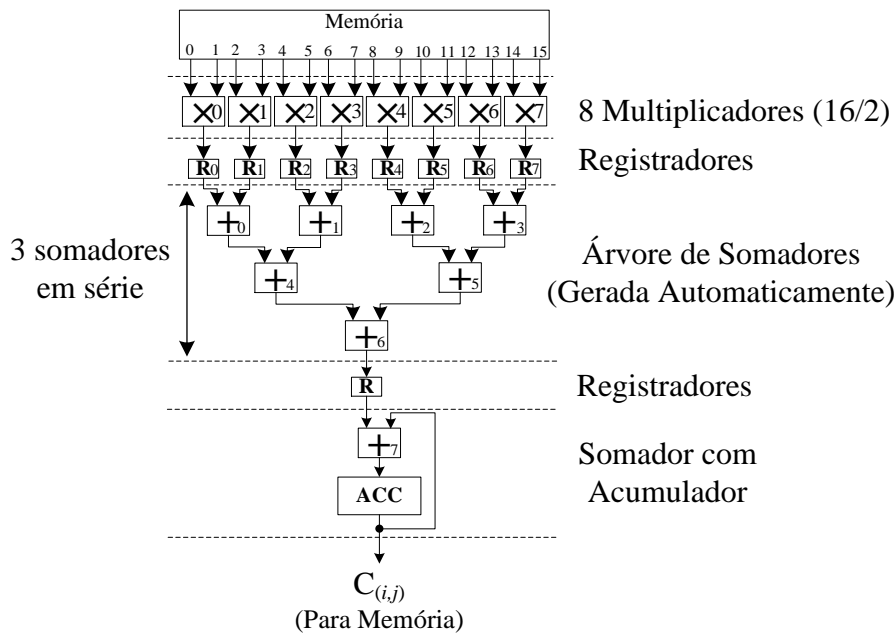 Memória
0 1 2 3 4 5 6 7 8 9 10 11 12 13 14 15
×0 ×1 ×2 ×3 ×4 ×5 ×6 ×7
8 Multiplicadores (16/2)
R0 R1 R2 R3 R4 R5 R6 R7
Registradores
+0 +1 +2 +3
3 somadores
em série
+4 +5
Árvore de Somadores
(Gerada Automaticamente)
+6
R
Registradores
+7
Somador com
Acumulador
ACC
C(i,j)
(Para Memória)